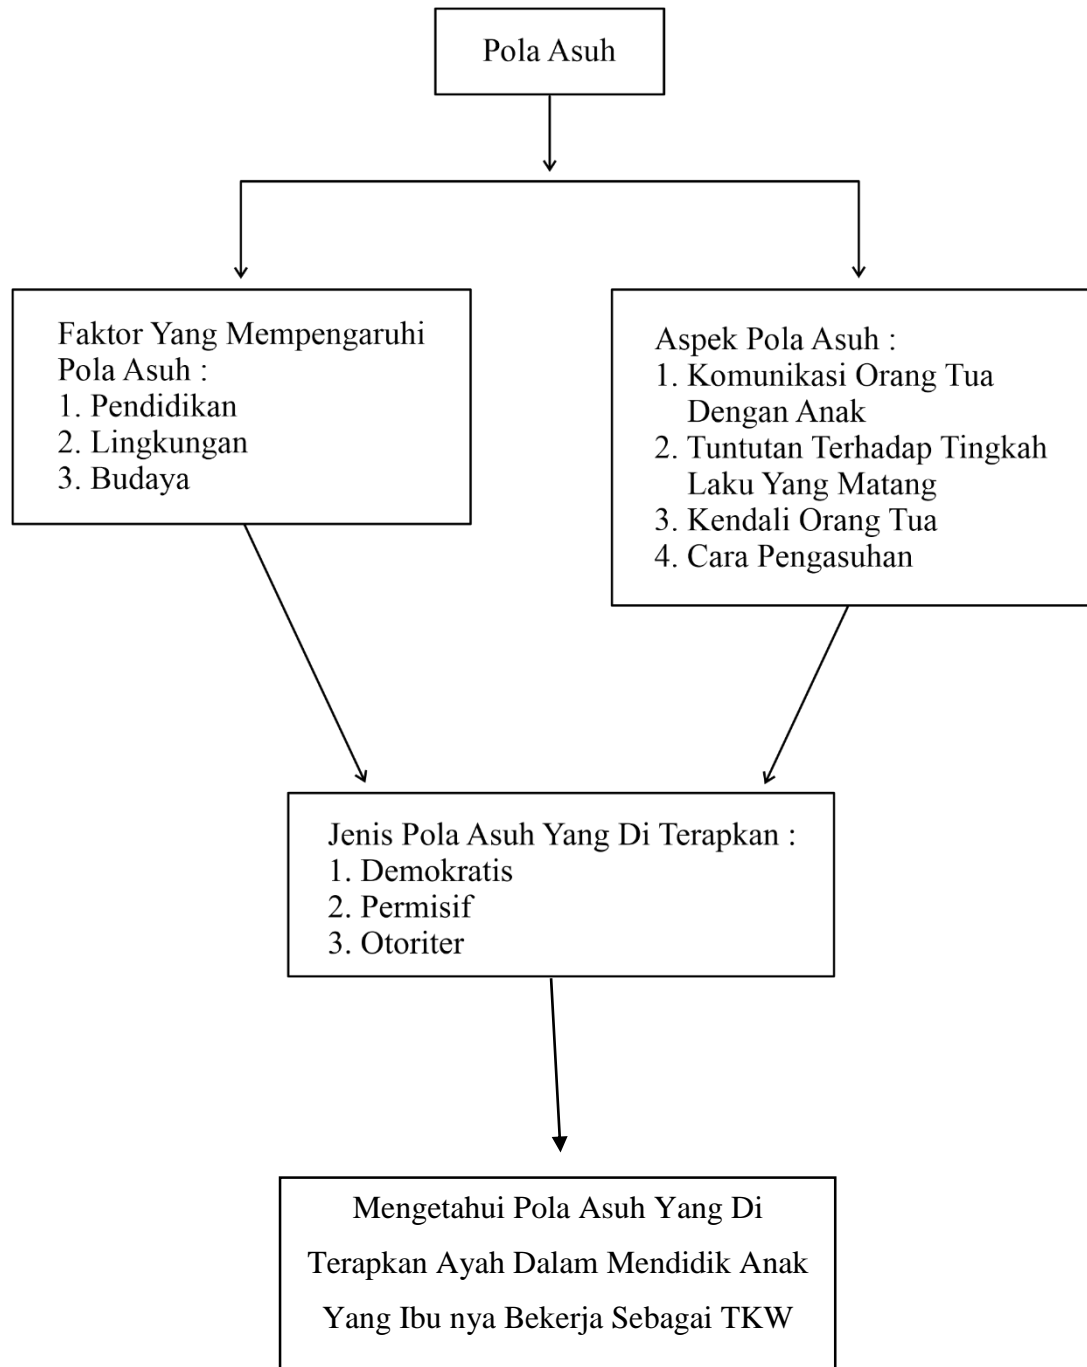 Pola Asuh
Faktor Yang Mempengaruhi
Pola Asuh :
1. Pendidikan
2. Lingkungan
3. Budaya
Aspek Pola Asuh :
1. Komunikasi Orang Tua
Dengan Anak
2. Tuntutan Terhadap Tingkah
Laku Yang Matang
3. Kendali Orang Tua
4. Cara Pengasuhan
Jenis Pola Asuh Yang Di Terapkan :
1. Demokratis
2. Permisif
3. Otoriter
Mengetahui Pola Asuh Yang Di
Terapkan Ayah Dalam Mendidik Anak
Yang Ibu nya Bekerja Sebagai TKW